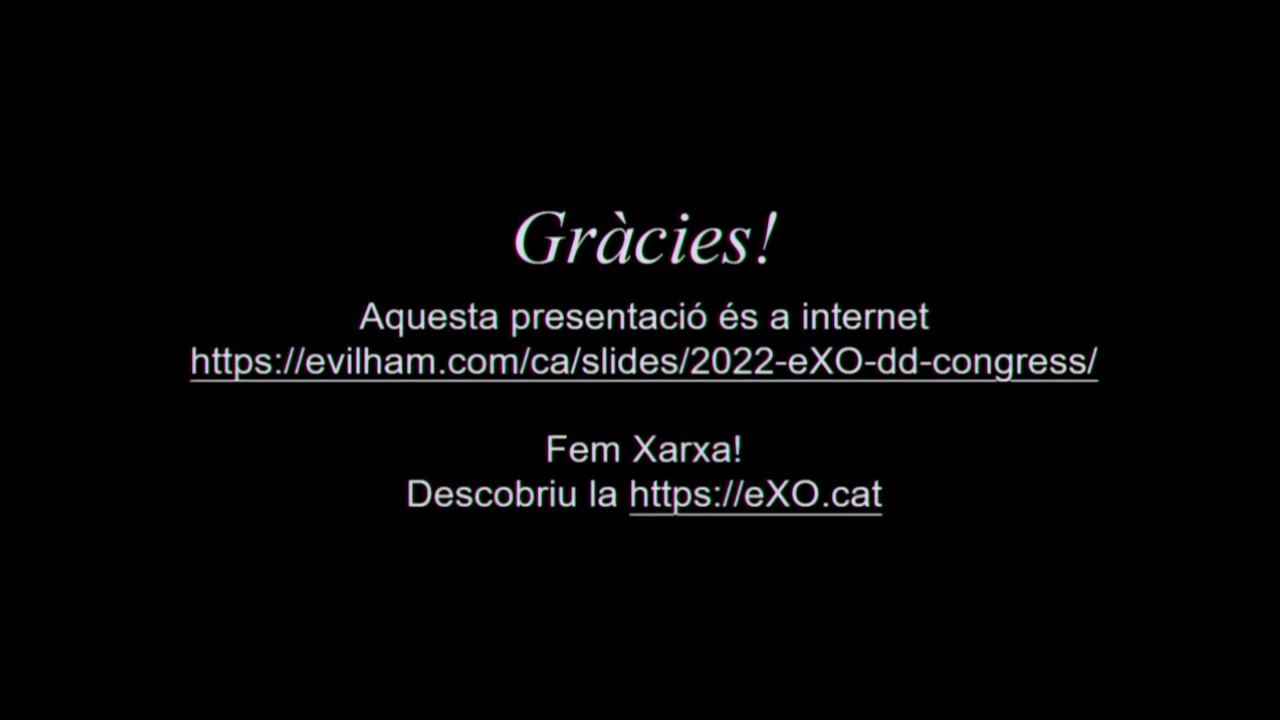 Gràcies!
Aquesta presentació és a internet
https://evilham.com/ca/slides/2022-eXO-dd-congress/
Fem Xarxa!
Descobriu la https://eXO.cat